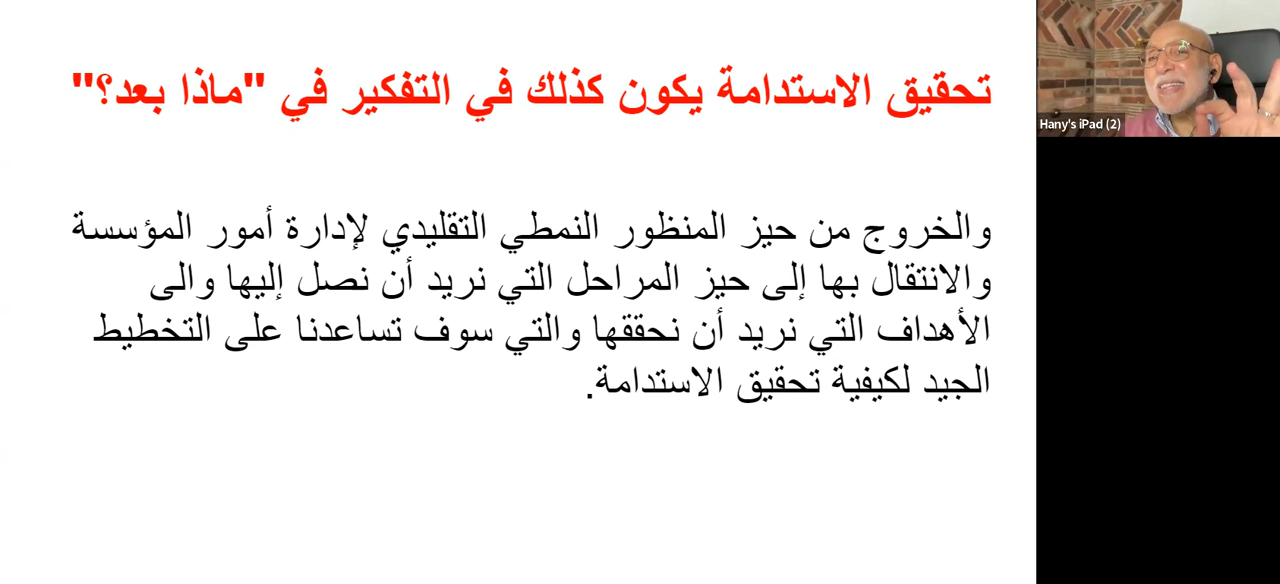 تحقيق الاستدامة يكون كذلك في التفكير في "ماذا بعد؟"
والخروج من حيز المنظور النمطي التقليدي لإدارة أمور المؤسسة
والانتقال بها إلى حيز المراحل التي نريد أن نصل إليها والى
الأهداف التي نريد أن نحققها والتي سوف تساعدنا على التخطيط
الجيد لكيفية تحقيق الاستدامة.
Hany's iPad (2)